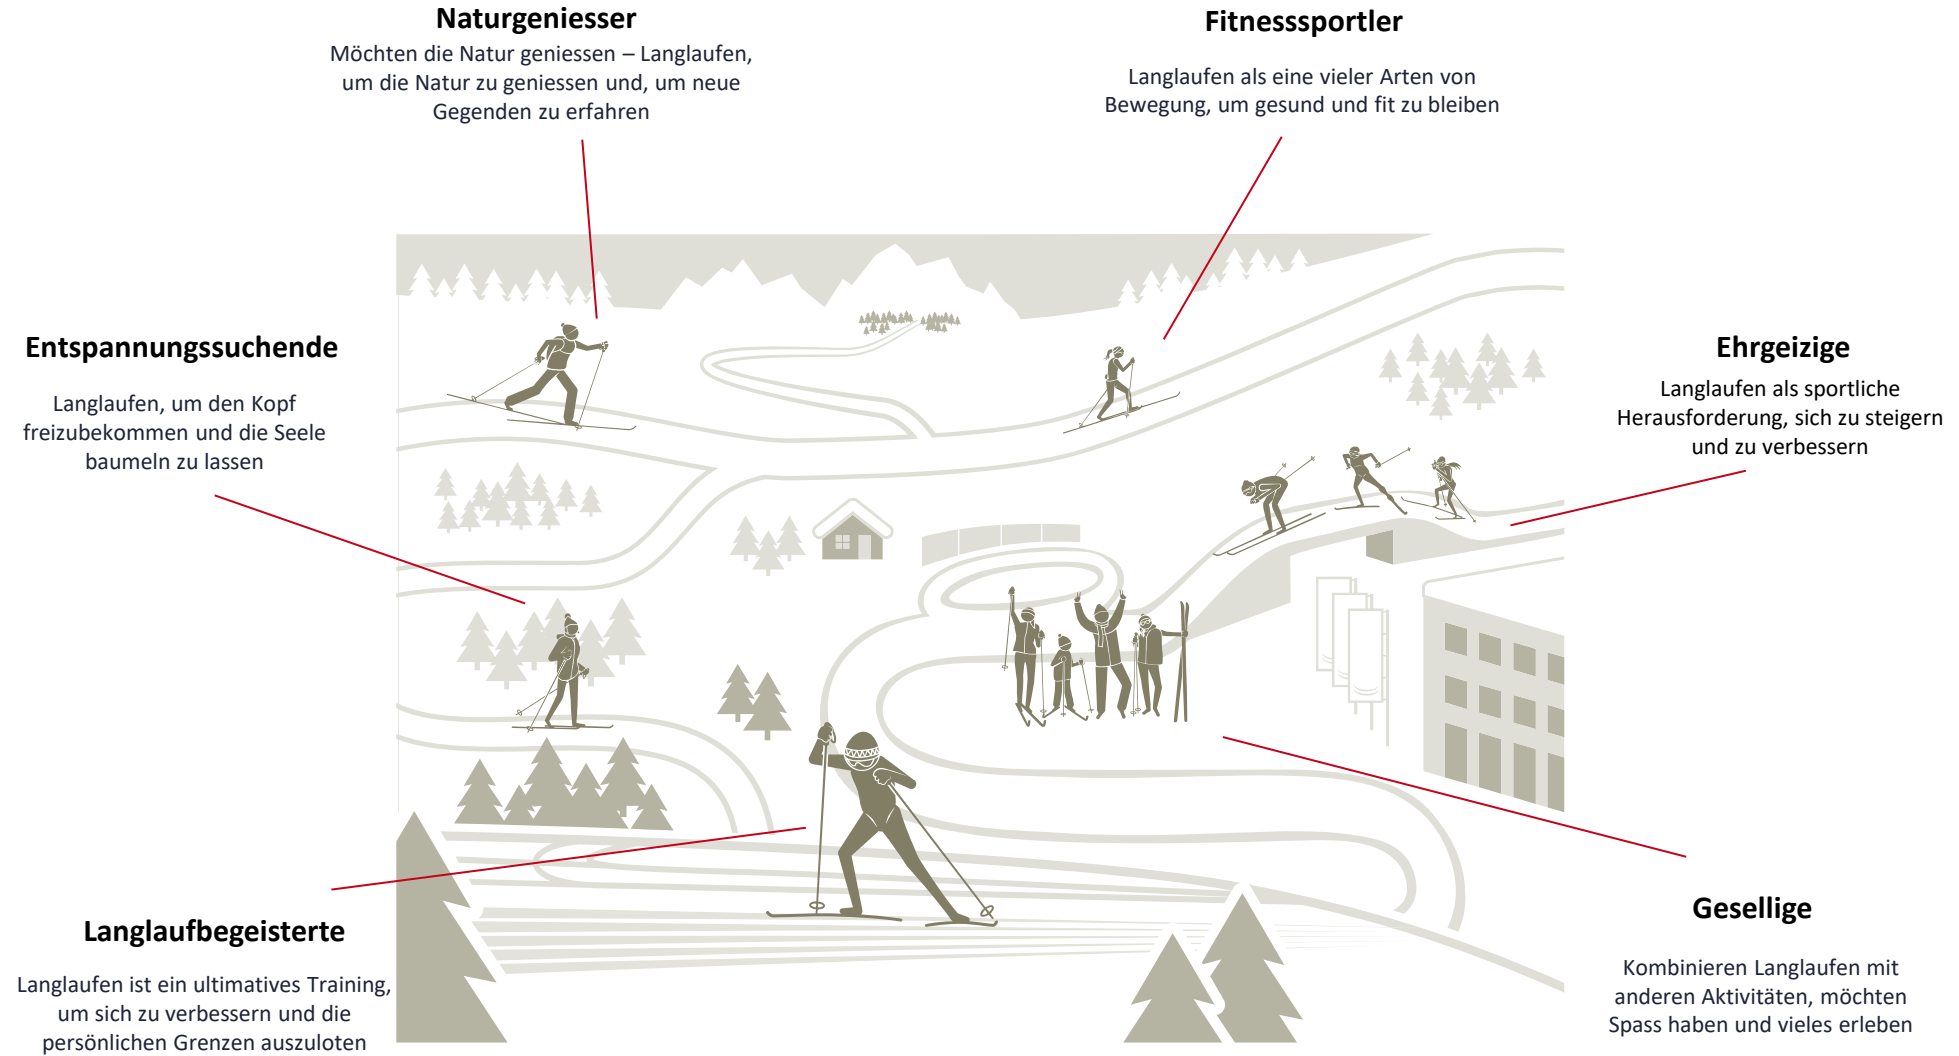 Naturgeniesser
Möchten die Natur geniessen – Langlaufen,
um die Natur zu geniessen und, um neue
Gegenden zu erfahren
Fitnesssportler
Langlaufen als eine vieler Arten von
Bewegung, um gesund und fit zu bleiben
Entspannungssuchende
Langlaufen, um den Kopf
freizubekommen und die Seele
baumeln zu lassen
Ehrgeizige
Langlaufen als sportliche
Herausforderung, sich zu steigern
und zu verbessern
Langlaufbegeisterte
Langlaufen ist ein ultimatives Training,
um sich zu verbessern und die
persönlichen Grenzen auszuloten
Gesellige
Kombinieren Langlaufen mit
anderen Aktivitäten, möchten
Spass haben und vieles erleben